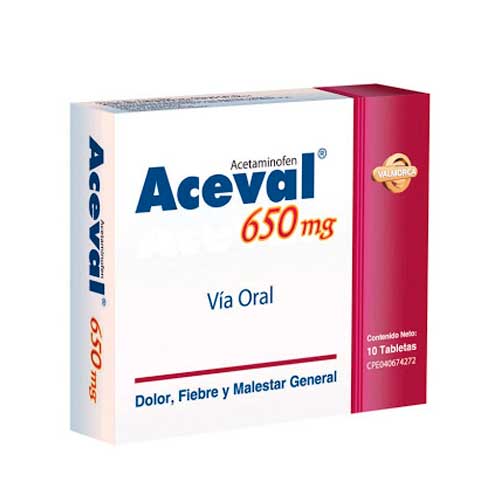 Acetaminofen
Aceval®
650 mg
Vía Oral
Dolor, Fiebre y Malestar General
VALMORCA
Contenido Neto:
10 Tabletas
CPE040674272
Aceval®
Acetaminofen
650 mg